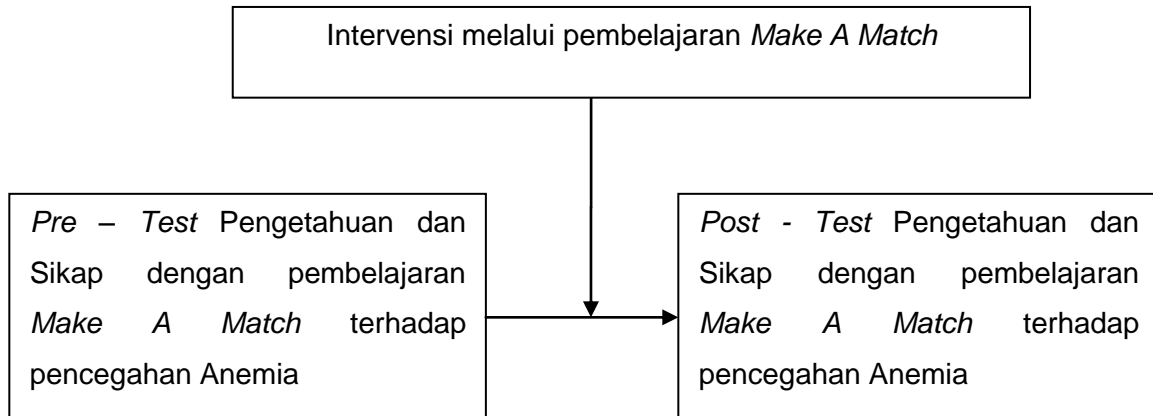 Intervensi melalui pembelajaran Make A Match
Pre – Test Pengetahuan dan
Sikap dengan pembelajaran
Make A Match terhadap
pencegahan Anemia
Post - Test Pengetahuan dan
Sikap dengan pembelajaran
Make A Match terhadap
pencegahan Anemia